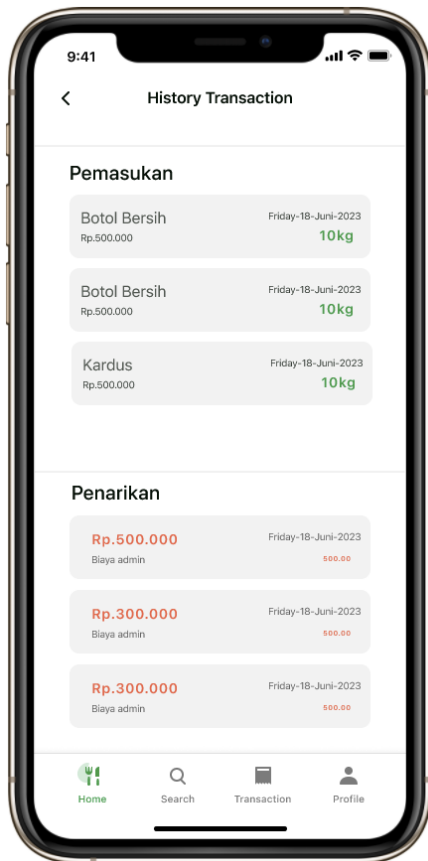 9:41
History Transaction
Pemasukan
Botol Bersih
Friday-18-Juni-2023
Rp.500.000
10kg
Botol Bersih
Friday-18-Juni-2023
Rp.500.000
10kg
Kardus
Friday-18-Juni-2023
Rp.500.000
10kg
Penarikan
Rp.500.000
Friday-18-Juni-2023
Biaya admin
500.00
Rp.300.000
Friday-18-Juni-2023
Biaya admin
500.00
Rp.300.000
Friday-18-Juni-2023
Biaya admin
500.00
Home
Search
Transaction
Profile